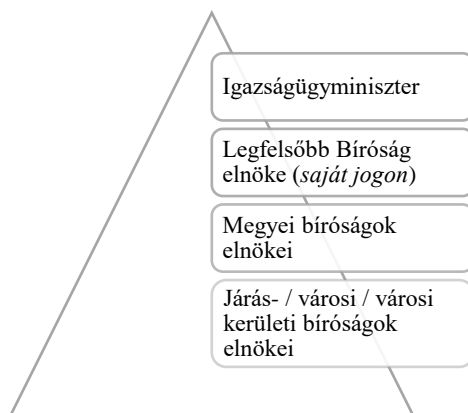 Igazságügyminiszter
Legfelsőbb Bíróság
elnöke (saját jogon)
Megyei bíróságok
elnökei
Járás- / városi / városi
kerületi bíróságok
elnökei